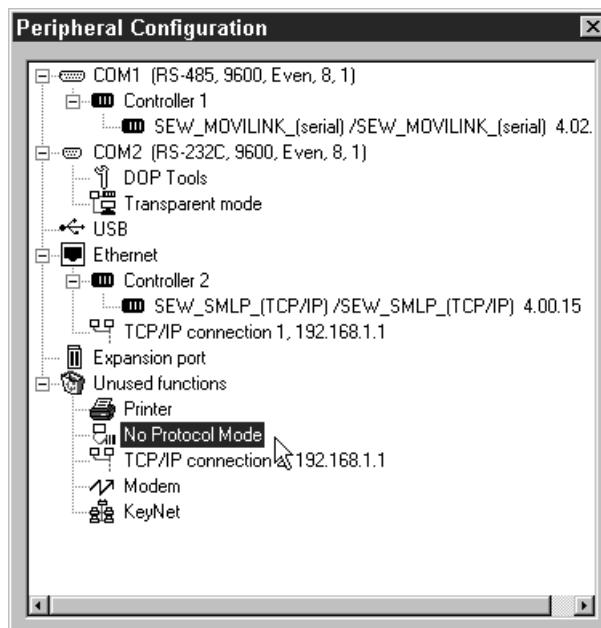 Peripheral Configuration
COM1 (RS-485, 9600, Even, 8, 1)
Controller 1
SEW_MOVILINK_(serial) /SEW_MOVILINK_(serial) 4.02.
COM2 (RS-232C, 9600, Even, 8, 1)
DOP Tools
Transparent mode
USB
Ethernet
Controller 2
SEW_SMLP_(TCP/IP) /SEW_SMLP_(TCP/IP) 4.00.15
TCP/IP connection 1, 192.168.1.1
Expansion port
Unused functions
Printer
No Protocol Mode
TCP/IP connection 192.168.1.1
Modem
KeyNet